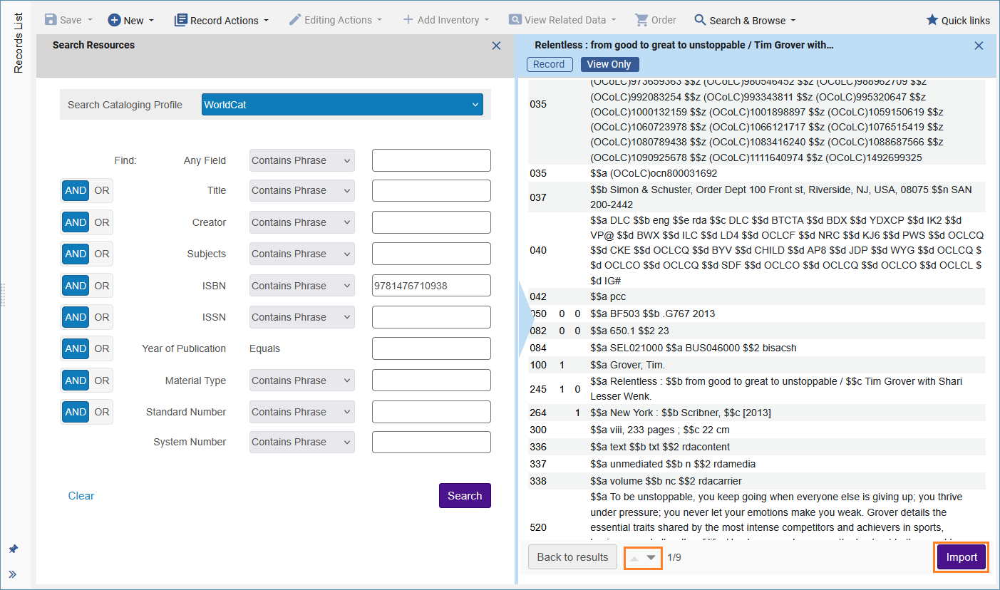 Records List
Save
New
Record Actions
Editing Actions
Add Inventory
View Related Data
Order
Search & Browse
Quick links
Search Resources
Search Cataloging Profile
WorldCat
Find: Any Field Contains Phrase
AND OR Title Contains Phrase
AND OR Creator Contains Phrase
AND OR Subjects Contains Phrase
AND OR ISBN Contains Phrase 9781476710938
AND OR ISSN Contains Phrase
AND OR Year of Publication Equals
AND OR Material Type Contains Phrase
AND OR Standard Number Contains Phrase
System Number Contains Phrase
Clear
Search
Relentless : from good to great to unstoppable / Tim Grover with…
Record
View Only
(OCoLC)973659363 $$z (OCoLC)980546452 $$z (OCoLC)988962709 $$z
(OCoLC)992083254 $$z (OCoLC)993343811 $$z (OCoLC)995320647 $$z
035
(OCoLC)1000132159 $$z (OCoLC)1001898897 $$z (OCoLC)1059150619 $$z
(OCoLC)1060723978 $$z (OCoLC)1066121717 $$z (OCoLC)1076515419 $$z
(OCoLC)1080789438 $$z (OCoLC)1083416240 $$z (OCoLC)1088687566 $$z
(OCoLC)1090925678 $$z (OCoLC)1111640974 $$z (OCoLC)1492699325
035 $$a (OCoLC)ocn800031692
037
$$b Simon & Schuster, Order Dept 100 Front st, Riverside, NJ, USA, 08075 $$n SAN
200-2442
$$a DLC $$b eng $$e rda $$c DLC $$d BTCTA $$d BDX $$d YDXCP $$d IK2 $$d
VP@ $$d BWX $$d ILC $$d LD4 $$d OCLCF $$d NRC $$d KJ6 $$d PWS $$d OCLCQ
040 $$d CKE $$d OCLCQ $$d BYV $$d CHILD $$d AP8 $$d JDP $$d WYG $$d OCLCQ $
$d OCLCO $$d OCLCQ $$d SDF $$d OCLCO $$d OCLCQ $$d OCLCO $$d OCLCL $
$d IG#
042 $$a pcc
050 0 0 $$a BF503 $$b .G767 2013
082 0 0 $$a 650.1 $$2 23
084 $$a SEL021000 $$a BUS046000 $$2 bisacsh
100 1 $$a Grover, Tim.
245 1 0
$$a Relentless : $$b from good to great to unstoppable / $$c Tim Grover with Shari
Lesser Wenk.
264 1 $$a New York : $$b Scribner, $$c [2013]
300 $$a viii, 233 pages ; $$c 22 cm
336 $$a text $$b txt $$2 rdacontent
337 $$a unmediated $$b n $$2 rdamedia
338 $$a volume $$b nc $$2 rdacarrier
$$a To be unstoppable, you keep going when everyone else is giving up; you thrive
under pressure; you never let your emotions make you weak. Grover details the
520 essential traits shared by the most intense competitors and achievers in sports,
Back to results
1/9
Import